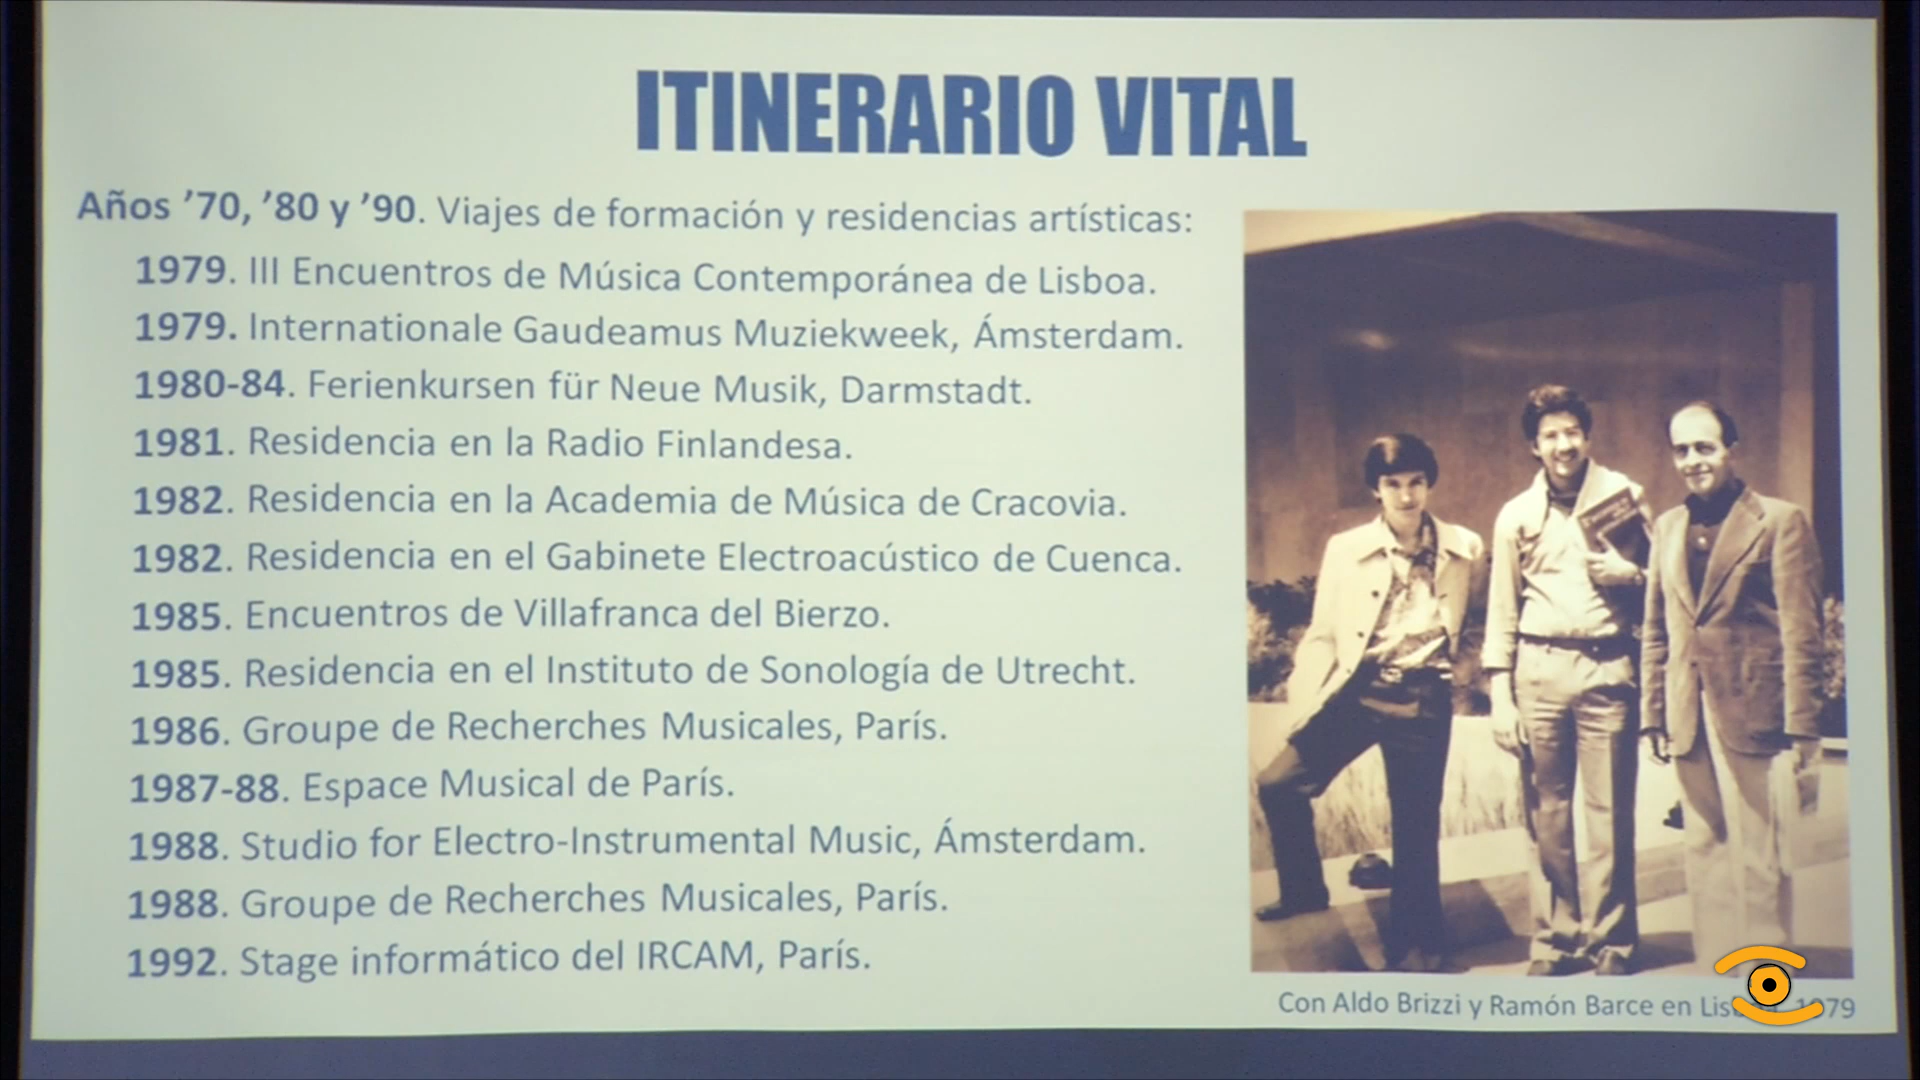 ITINERARIO VITAL
Años ’70, ’80 y ’90. Viajes de formación y residencias artísticas:
1979. III Encuentros de Música Contemporánea de Lisboa.
1979. Internationale Gaudeamus Muziekweek, Ámsterdam.
1980-84. Ferienkursen für Neue Musik, Darmstadt.
1981. Residencia en la Radio Finlandesa.
1982. Residencia en la Academia de Música de Cracovia.
1982. Residencia en el Gabinete Electroacústico de Cuenca.
1985. Encuentros de Villafranca del Bierzo.
1985. Residencia en el Instituto de Sonología de Utrecht.
1986. Groupe de Recherches Musicales, París.
1987-88. Espace Musical de París.
1988. Studio for Electro-Instrumental Music, Ámsterdam.
1988. Groupe de Recherches Musicales, París.
1992. Stage informático del IRCAM, París.
Con Aldo Brizzi y Ramón Barce en Lisboa, 1979